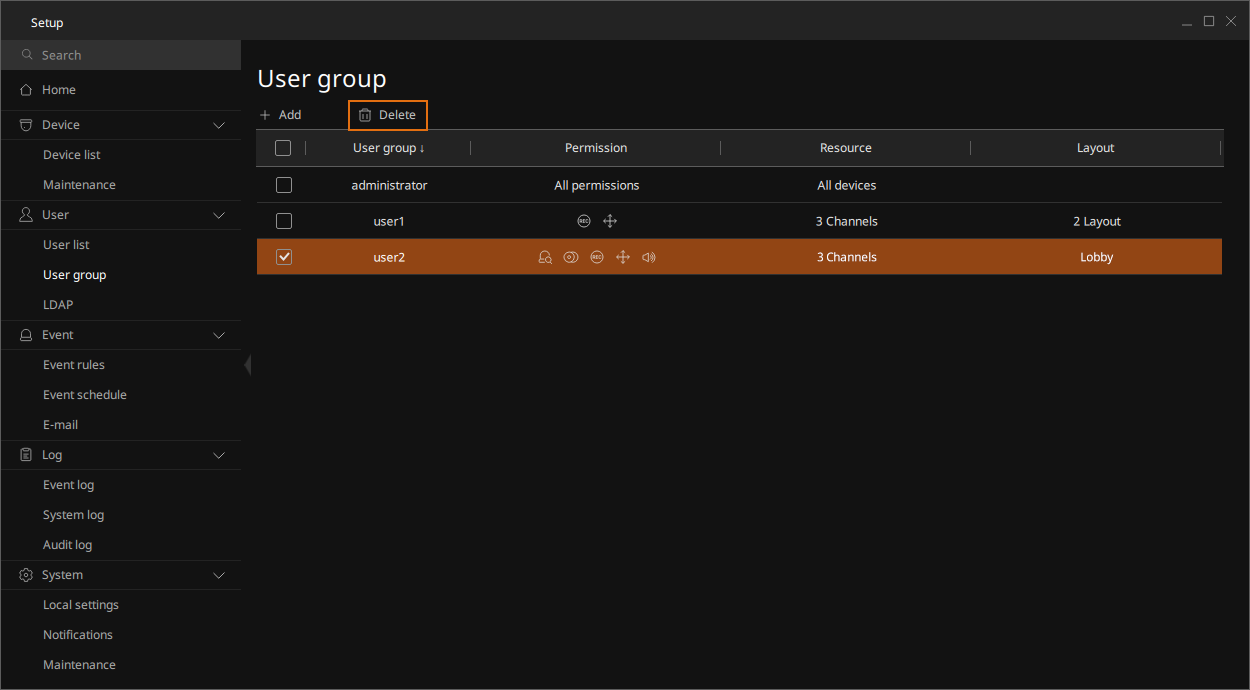 Setup
Search
Home
Device
Device list
Maintenance
User
User list
User group
LDAP
Event
Event rules
Event schedule
E-mail
Log
Event log
System log
Audit log
System
Local settings
Notifications
Maintenance
User group
+ Add Delete
User group ↓ Permission Resource Layout
administrator All permissions All devices
user1 REC 3 Channels 2 Layout
user2 REC 3 Channels Lobby